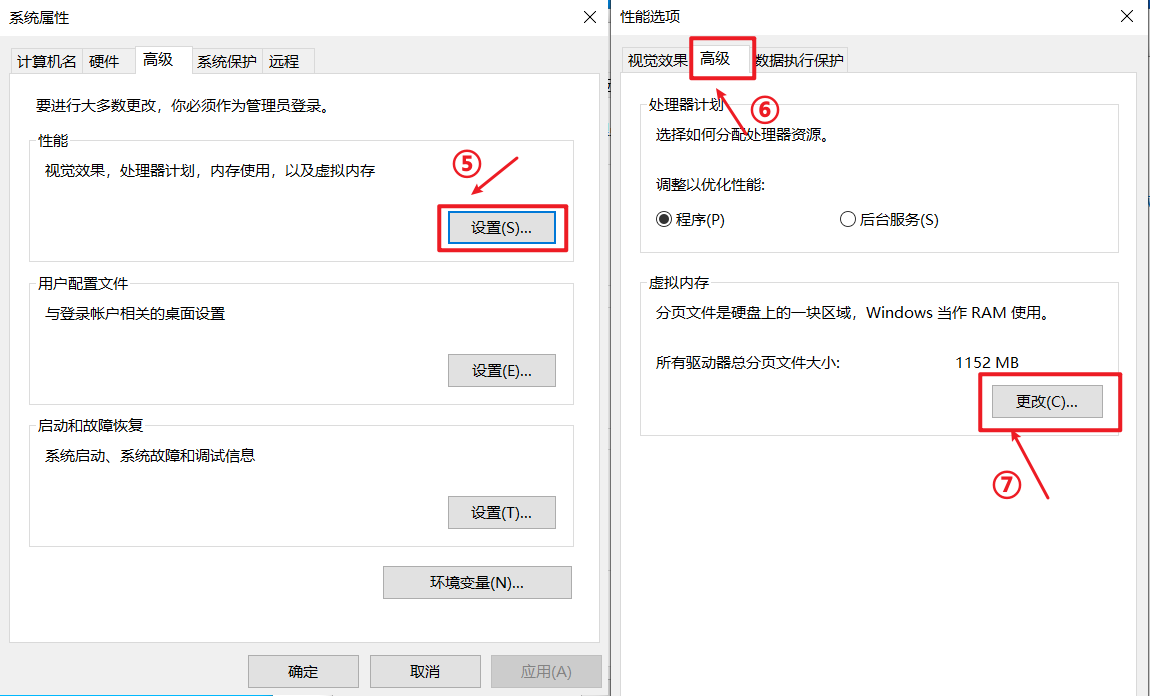 系统属性
计算机名 硬件 高级 系统保护 远程
要进行大多数更改，你必须作为管理员登录。
性能
视觉效果，处理器计划，内存使用，以及虚拟内存
⑤
设置(S)...
用户配置文件
与登录帐户相关的桌面设置
设置(E)...
启动和故障恢复
系统启动、系统故障和调试信息
设置(T)...
环境变量(N)...
确定 取消 应用(A)
性能选项
视觉效果 高级 数据执行保护
⑥
处理器计划
选择如何分配处理器资源。
调整以优化性能:
程序(P) 后台服务(S)
虚拟内存
分页文件是硬盘上的一块区域，Windows 当作 RAM 使用。
所有驱动器总分页文件大小: 1152 MB
更改(C)...
⑦